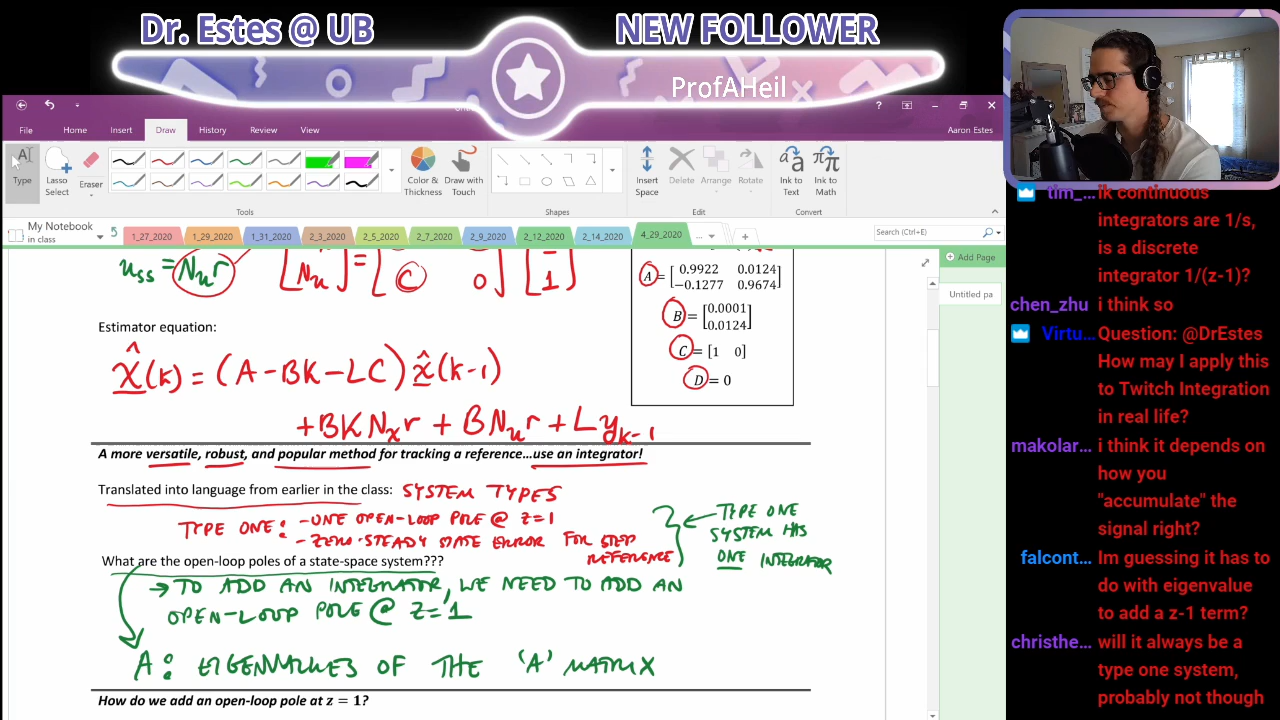 Dr. Estes @ UB
NEW FOLLOWER
ProfAHeil
File Home Insert Draw History Review View
Aaron Estes
Type
Lasso Select
Eraser
Color & Thickness
Draw with Touch
Insert Space
Delete
Arrange
Rotate
Ink to Text
Ink to Math
Tools
Shapes
Edit
Convert
My Notebook
in class
1_27_2020 1_29_2020 1_31_2020 2_3_2020 2_5_2020 2_7_2020 2_9_2020 2_12_2020 2_14_2020 4_29_2020 ... +
Search (Ctrl+E)
Add Page
Untitled pa
u_ss = N_u r
[N_u] = [C 0] [1]
A = [0.9922 0.0124
-0.1277 0.9674]
B = [0.0001
0.0124]
C = [1 0]
D = 0
Estimator equation:
x̂(k) = (A-BK-LC) x̂(k-1)
+BKN_x r + BN_u r + Ly_k-1
A more versatile, robust, and popular method for tracking a reference...use an integrator!
Translated into language from earlier in the class: SYSTEM TYPES
TYPE ONE: -ONE OPEN-LOOP POLE @ Z=1
-ZERO STEADY STATE ERROR FOR STEP
REFERENCE
← TYPE ONE
SYSTEM HAS
ONE INTEGRATOR
What are the open-loop poles of a state-space system???
→ TO ADD AN INTEGRATOR, WE NEED TO ADD AN
OPEN-LOOP POLE @ Z=1
A: EIGENVALUES OF THE 'A' MATRIX
How do we add an open-loop pole at z = 1?
tim_... ik continuous
integrators are 1/s,
is a discrete
integrator 1/(z-1)?
chen_zhu i think so
Virtu... Question: @DrEstes
How may I apply this
to Twitch Integration
in real life?
makolar... i think it depends on
how you
"accumulate" the
signal right?
falcont... Im guessing it has to
do with eigenvalue
to add a z-1 term?
christhe... will it always be a
type one system,
probably not though